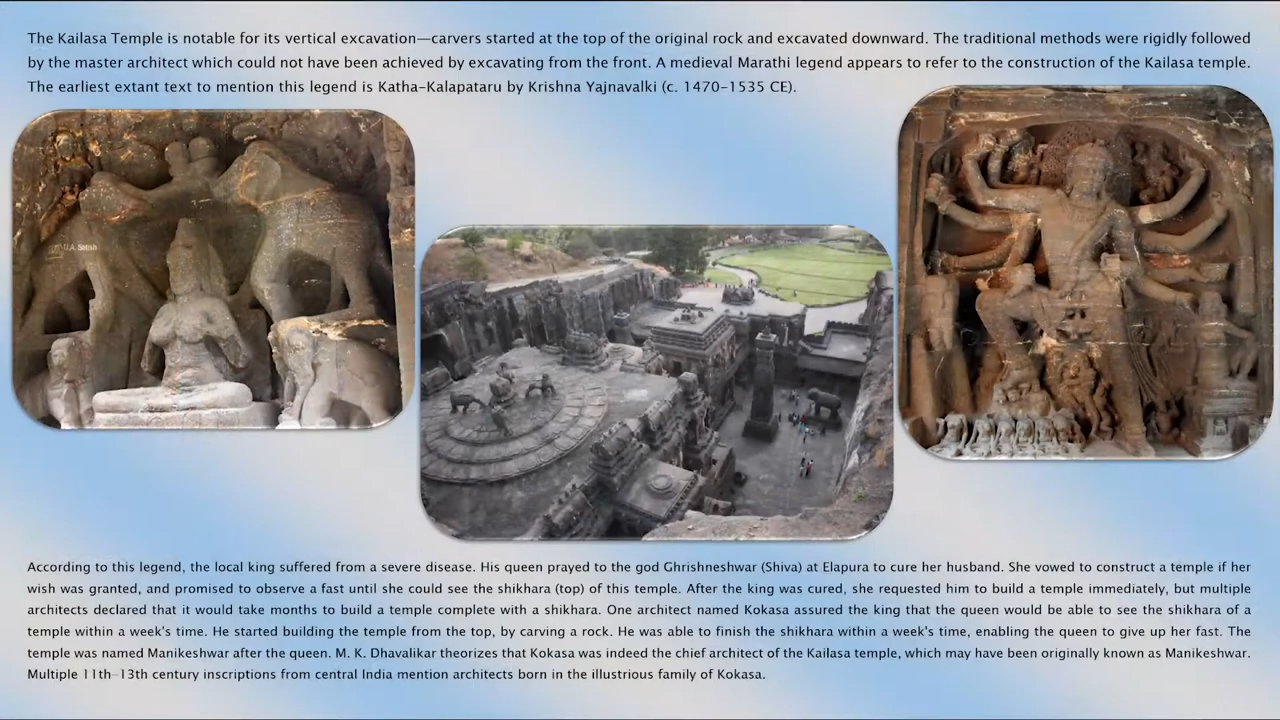 The Kailasa Temple is notable for its vertical excavation—carvers started at the top of the original rock and excavated downward. The traditional methods were rigidly followed
by the master architect which could not have been achieved by excavating from the front. A medieval Marathi legend appears to refer to the construction of the Kailasa temple.
The earliest extant text to mention this legend is Katha-Kalapataru by Krishna Yajnavalki (c. 1470-1535 CE).
U.A. Satish
According to this legend, the local king suffered from a severe disease. His queen prayed to the god Ghrishneshwar (Shiva) at Elapura to cure her husband. She vowed to construct a temple if her
wish was granted, and promised to observe a fast until she could see the shikhara (top) of this temple. After the king was cured, she requested him to build a temple immediately, but multiple
architects declared that it would take months to build a temple complete with a shikhara. One architect named Kokasa assured the king that the queen would be able to see the shikhara of a
temple within a week's time. He started building the temple from the top, by carving a rock. He was able to finish the shikhara within a week's time, enabling the queen to give up her fast. The
temple was named Manikeshwar after the queen. M. K. Dhavalikar theorizes that Kokasa was indeed the chief architect of the Kailasa temple, which may have been originally known as Manikeshwar.
Multiple 11th-13th century inscriptions from central India mention architects born in the illustrious family of Kokasa.